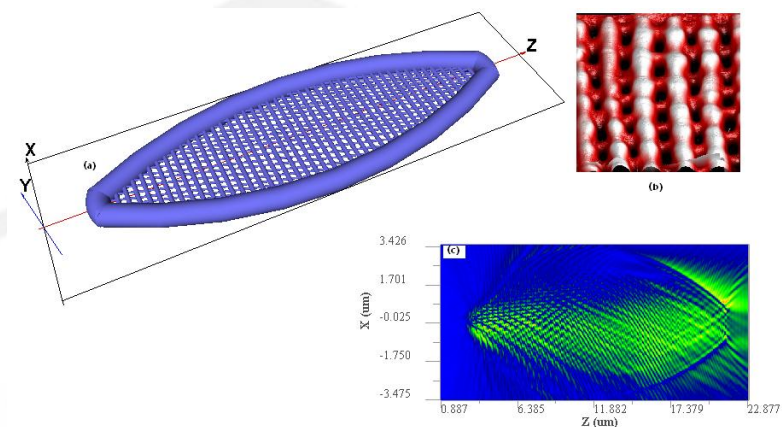 Z
X
(a)
Y
(b)
(c)
3.426
1.701
-0.025
-1.750
-3.475
X (um)
0.887 6.385 11.882 17.379 22.877
Z (um)